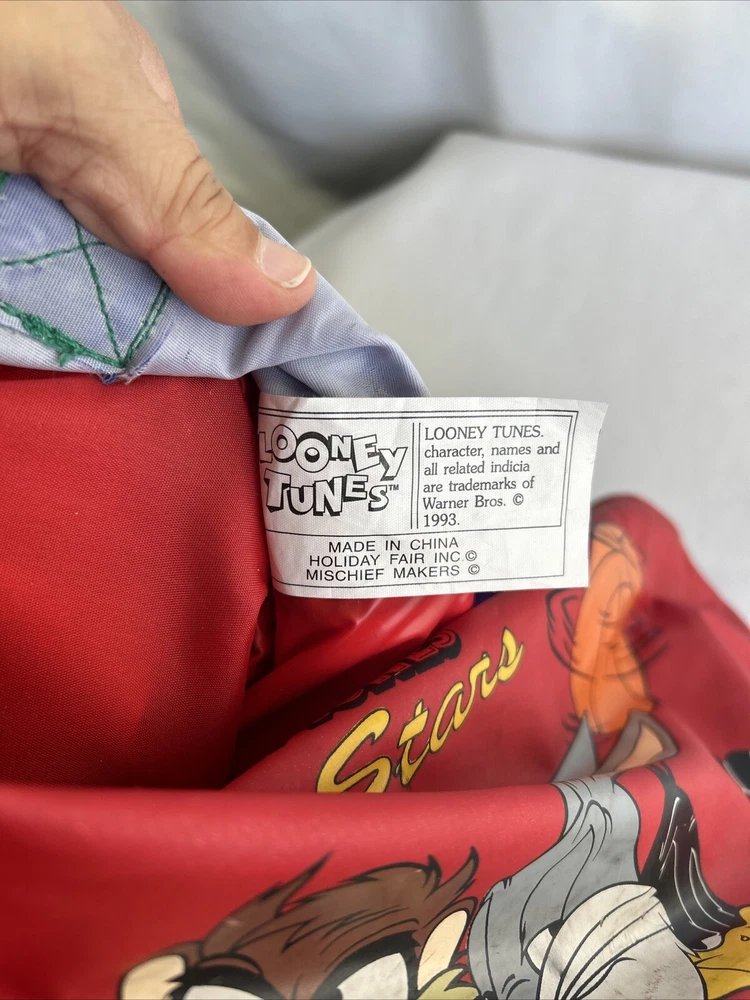 LOONEY
TUNES™
LOONEY TUNES.
character, names and
all related indicia
are trademarks of
Warner Bros. ©
1993.
MADE IN CHINA
HOLIDAY FAIR INC.©
MISCHIEF MAKERS ©
Stars